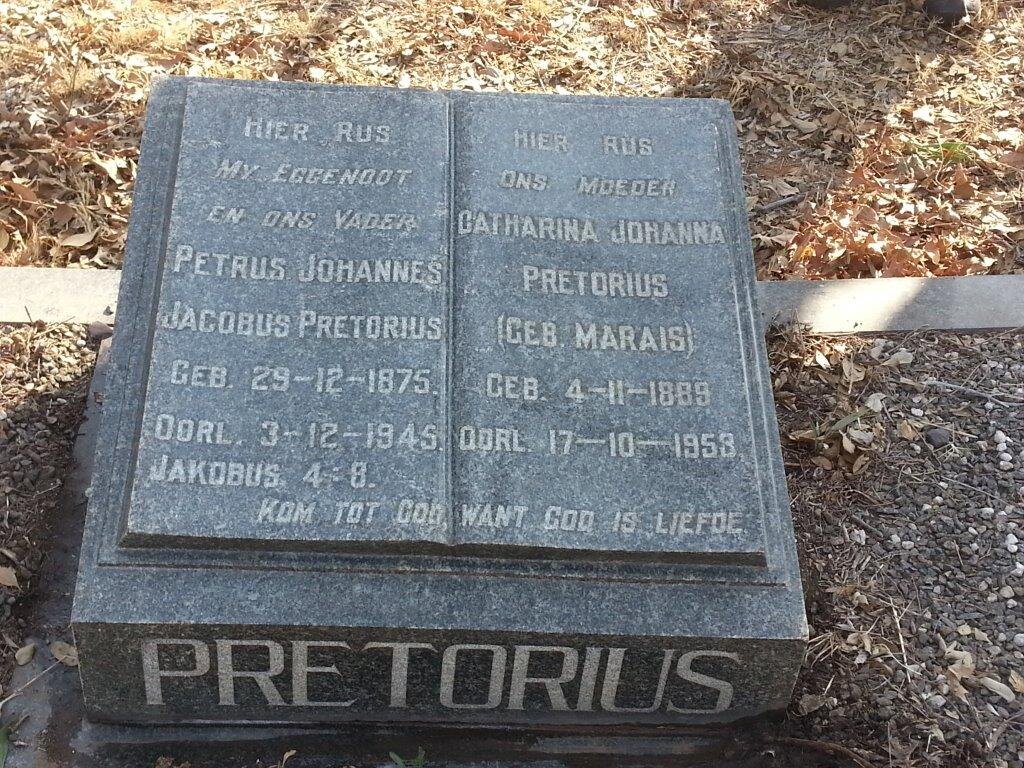 HIER RUS
MY EGGENOOT
EN ONS VADER
PETRUS JOHANNES
JACOBUS PRETORIUS
GEB. 29-12-1875.
OORL. 3-12-1945.
JAKOBUS. 4-8.
HIER RUS
ONS MOEDER
CATHARINA JOHANNA
PRETORIUS
(GEB. MARAIS)
GEB. 4-11-1889
OORL. 17-10-1958.
KOM TOT GOD, WANT GOD IS LIEFDE
PRETORIUS